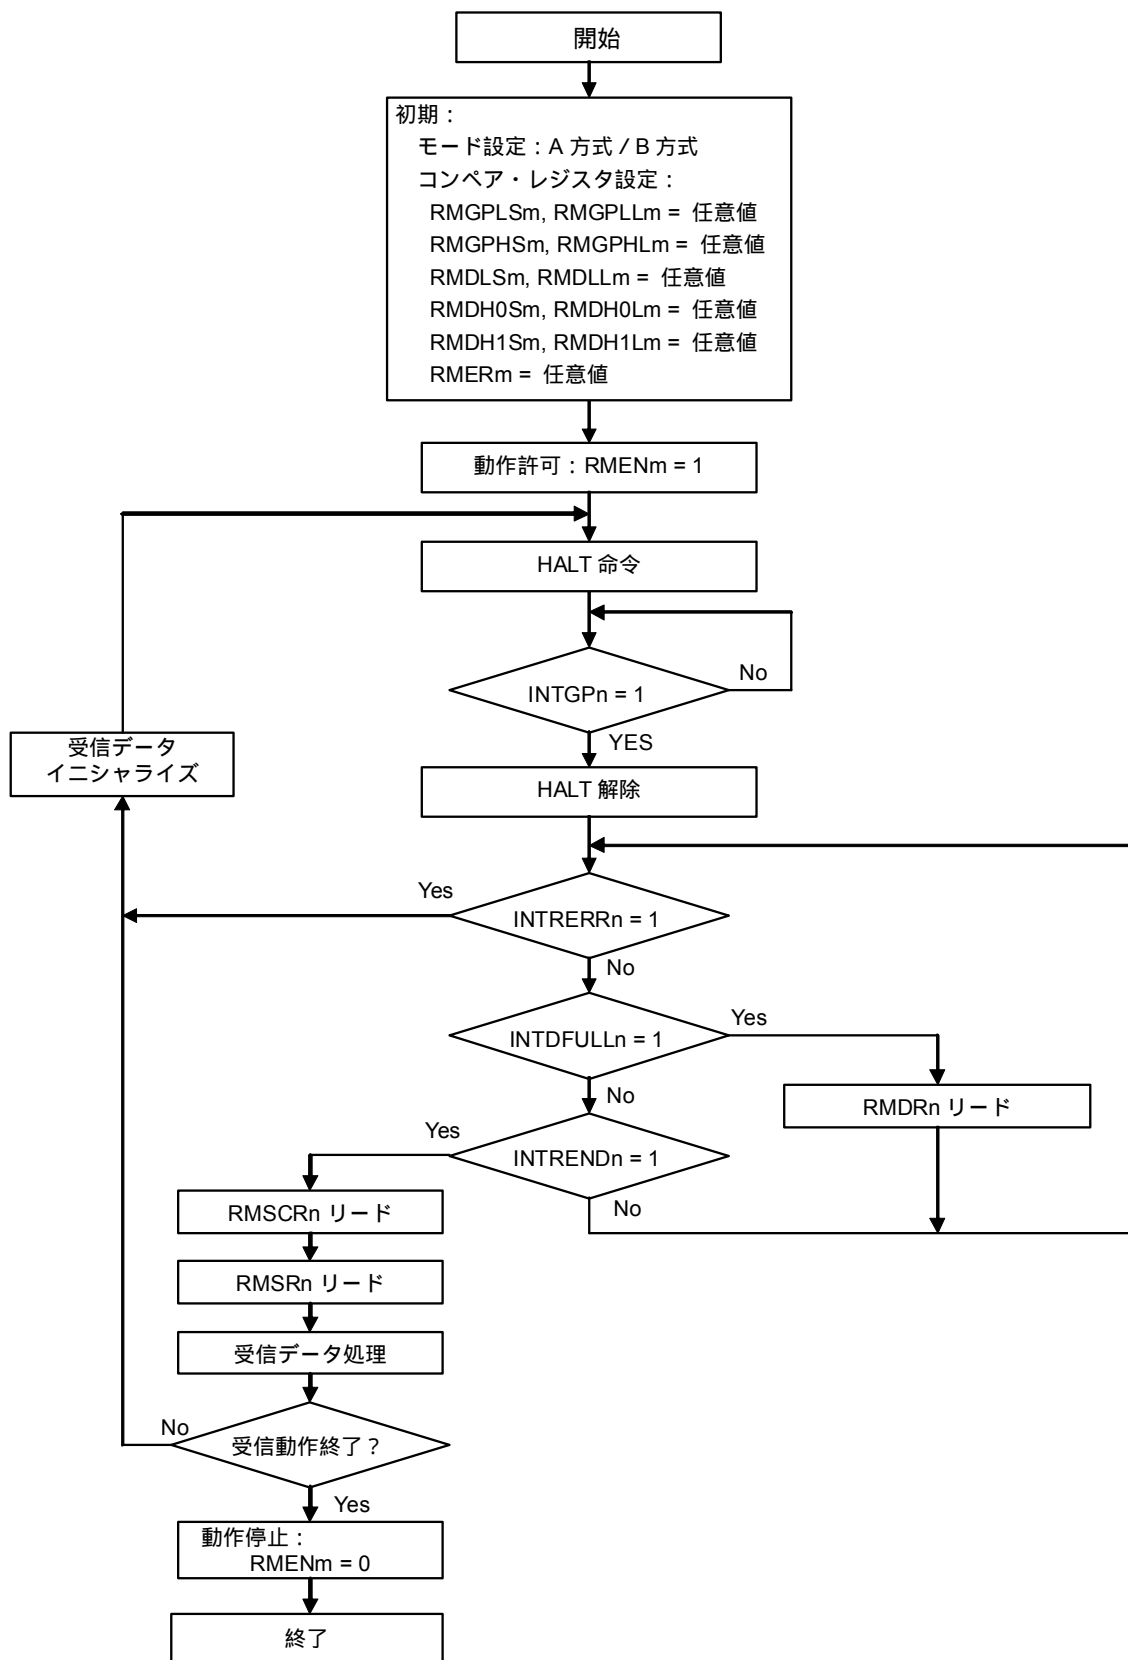 開始
初期：
モード設定：A 方式 / B 方式
コンペア・レジスタ設定：
RMGPLSm, RMGPLLm = 任意値
RMGPHSm, RMGPHLm = 任意値
RMDLSm, RMDLLm = 任意値
RMDH0Sm, RMDH0Lm = 任意値
RMDH1Sm, RMDH1Lm = 任意値
RMERm = 任意値
動作許可：RMENm = 1
HALT 命令
INTGPn = 1
No
YES
受信データ
イニシャライズ
HALT 解除
INTRERRn = 1
Yes
No
INTDFULLn = 1
Yes
No
RMDRn リード
INTRENDn = 1
Yes
No
RMSCRn リード
RMSRn リード
受信データ処理
受信動作終了？
No
Yes
動作停止：
RMENm = 0
終了